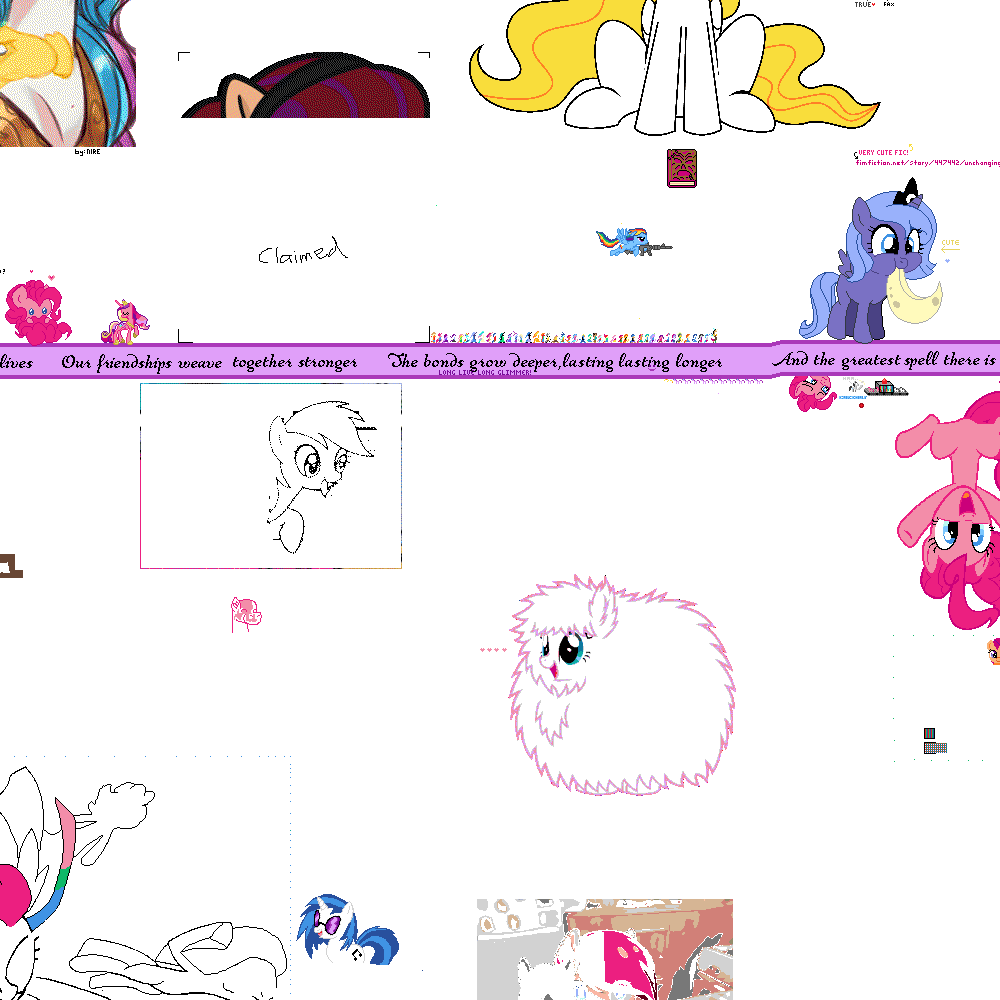 TRUE♥ FAX
by:NIRE
VERY CUTE FIC!
fimfiction.net/story/447442/unchanging
Claimed
CUTE
lives Our friendships weave together stronger The bonds grow deeper,lasting lasting longer And the greatest spell there is
LONG LIVE LONG GLIMMER!